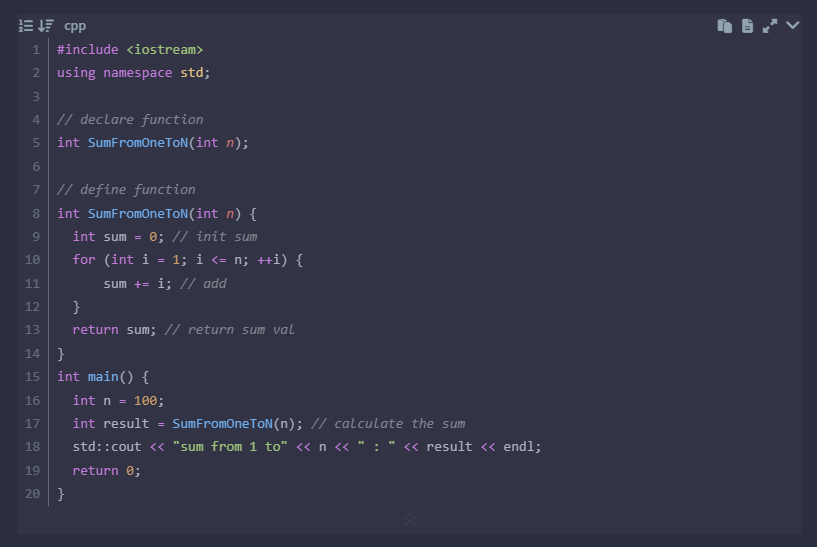 cpp
1 #include <iostream>
2 using namespace std;
3
4 // declare function
5 int SumFromOneToN(int n);
6
7 // define function
8 int SumFromOneToN(int n) {
9   int sum = 0; // init sum
10   for (int i = 1; i <= n; ++i) {
11       sum += i; // add
12   }
13   return sum; // return sum val
14 }
15 int main() {
16   int n = 100;
17   int result = SumFromOneToN(n); // calculate the sum
18   std::cout << "sum from 1 to" << n << " : " << result << endl;
19   return 0;
20 }